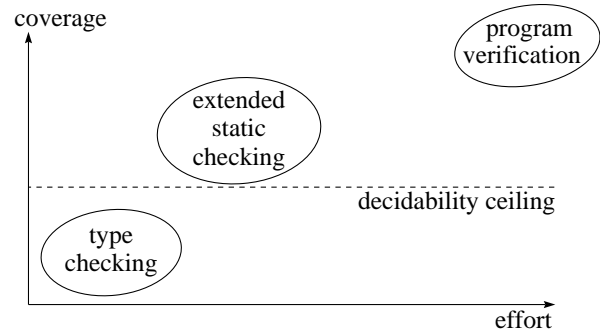 coverage
program
verification
extended
static
checking
decidability ceiling
type
checking
effort